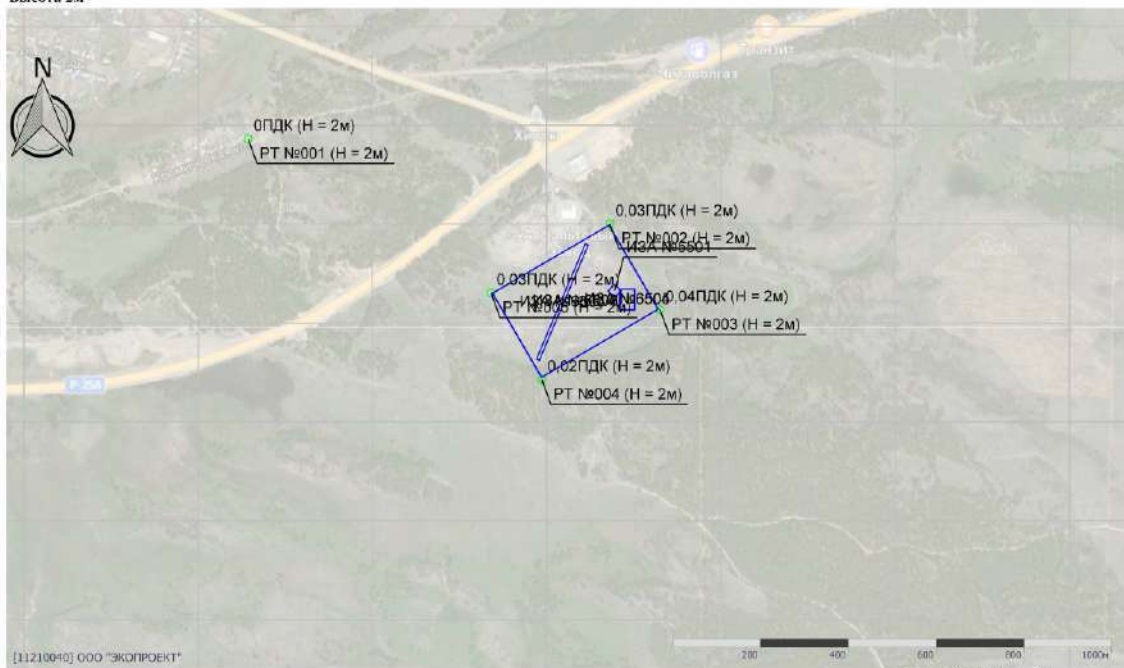 Высота 2м
Транзит
N
0ПДК (Н = 2м)
РТ №001 (Н = 2м)
0,03ПДК (Н = 2м)
РТ №002 (Н = 2м)
ИЗА №6501
0,03ПДК (Н = 2м)
0,04ПДК (Н = 2м)
РТ №003 (Н = 2м)
0,02ПДК (Н = 2м)
РТ №004 (Н = 2м)
Р-258
[11210040] ООО "ЭКОПРОЕКТ"
200
400
600
800
1000м